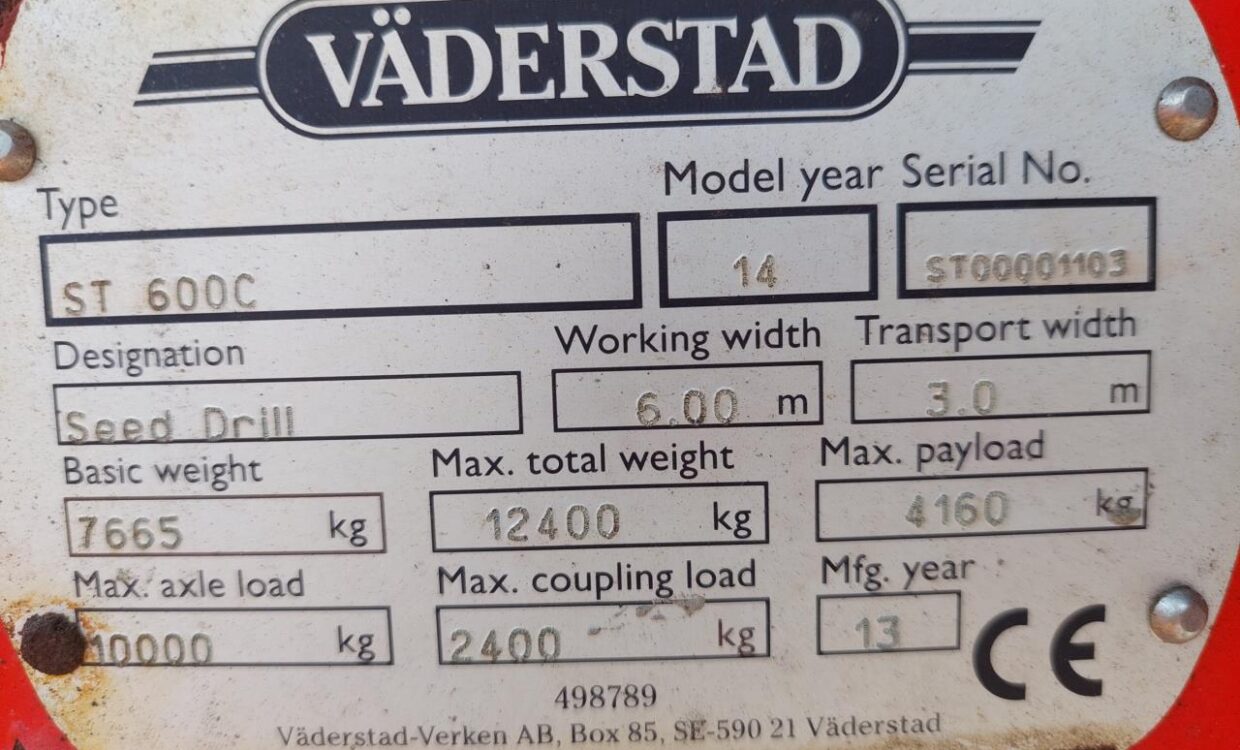 VÄDERSTAD
Type Model year Serial No.
ST 600C 14 ST00001103
Designation Working width Transport width
Seed Drill 6.00 m 3.0 m
Basic weight Max. total weight Max. payload
7665 kg 12400 kg 4160 kg
Max. axle load Max. coupling load Mfg. year
10000 kg 2400 kg 13 CE
498789
Väderstad-Verken AB, Box 85, SE-590 21 Väderstad